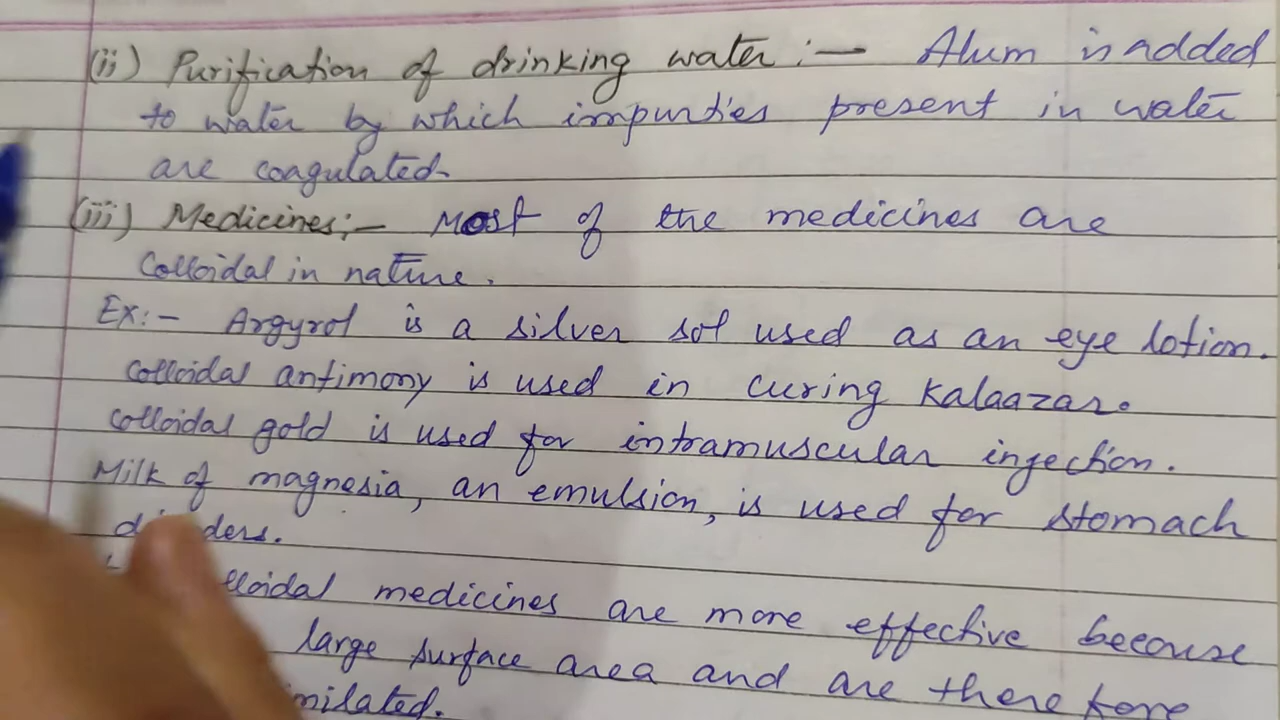 (ii) Purification of drinking water :— Alum is added
to water by which impurties present in water
are coagulated.
(iii) Medicines:— Most of the medicines are
Colloidal in nature.
Ex:— Argyrol is a silver sol used as an eye lotion.
Colloidal antimony is used in curing Kalaazar.
Colloidal gold is used for intramuscular injection.
Milk of magnesia, an emulsion, is used for stomach
ders.
lloidal medicines are more effective because
large surface area and are therefore
milated.